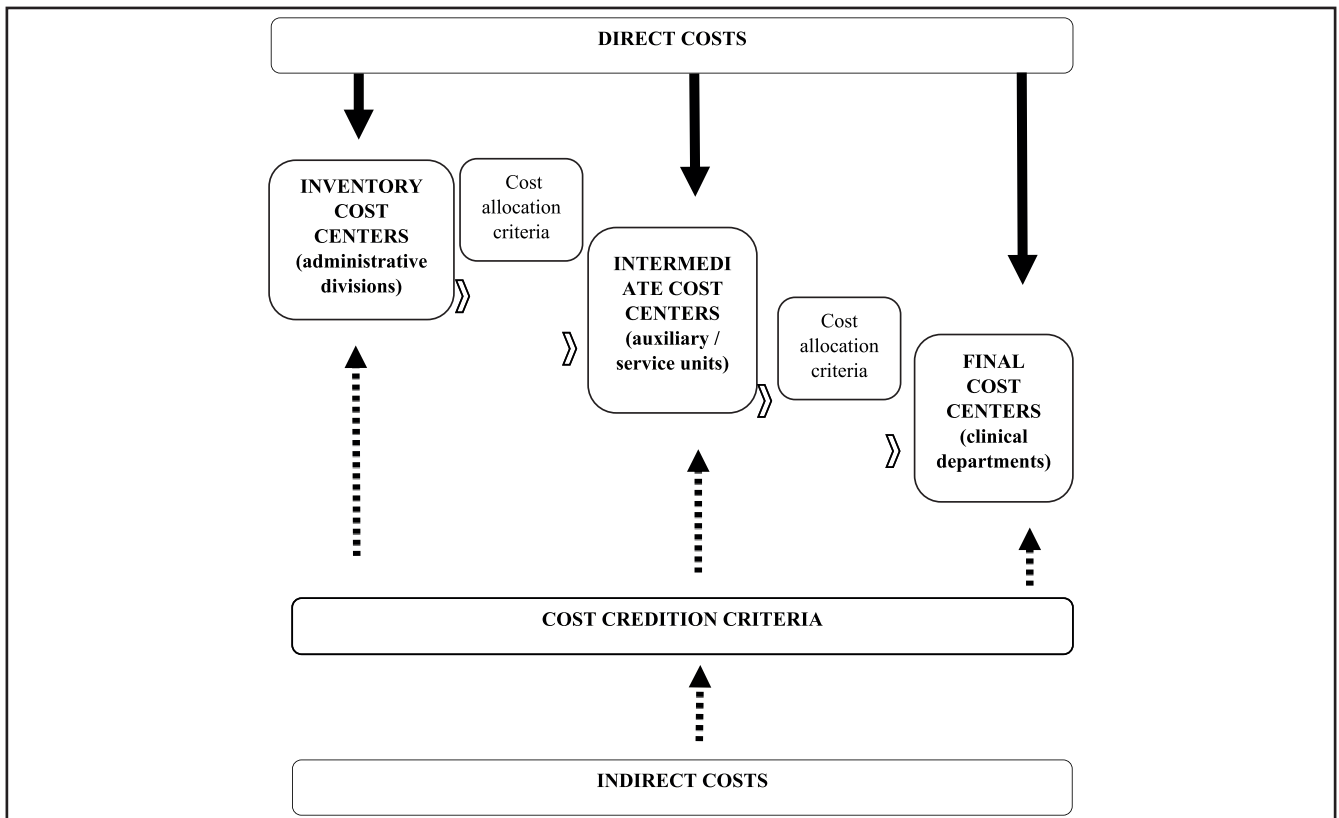 DIRECT COSTS
INVENTORY
COST
CENTERS
(administrative
divisions)
Cost
allocation
criteria
INTERMEDI
ATE COST
CENTERS
(auxiliary /
service units)
Cost
allocation
criteria
FINAL
COST
CENTERS
(clinical
departments)
COST CREDITION CRITERIA
INDIRECT COSTS